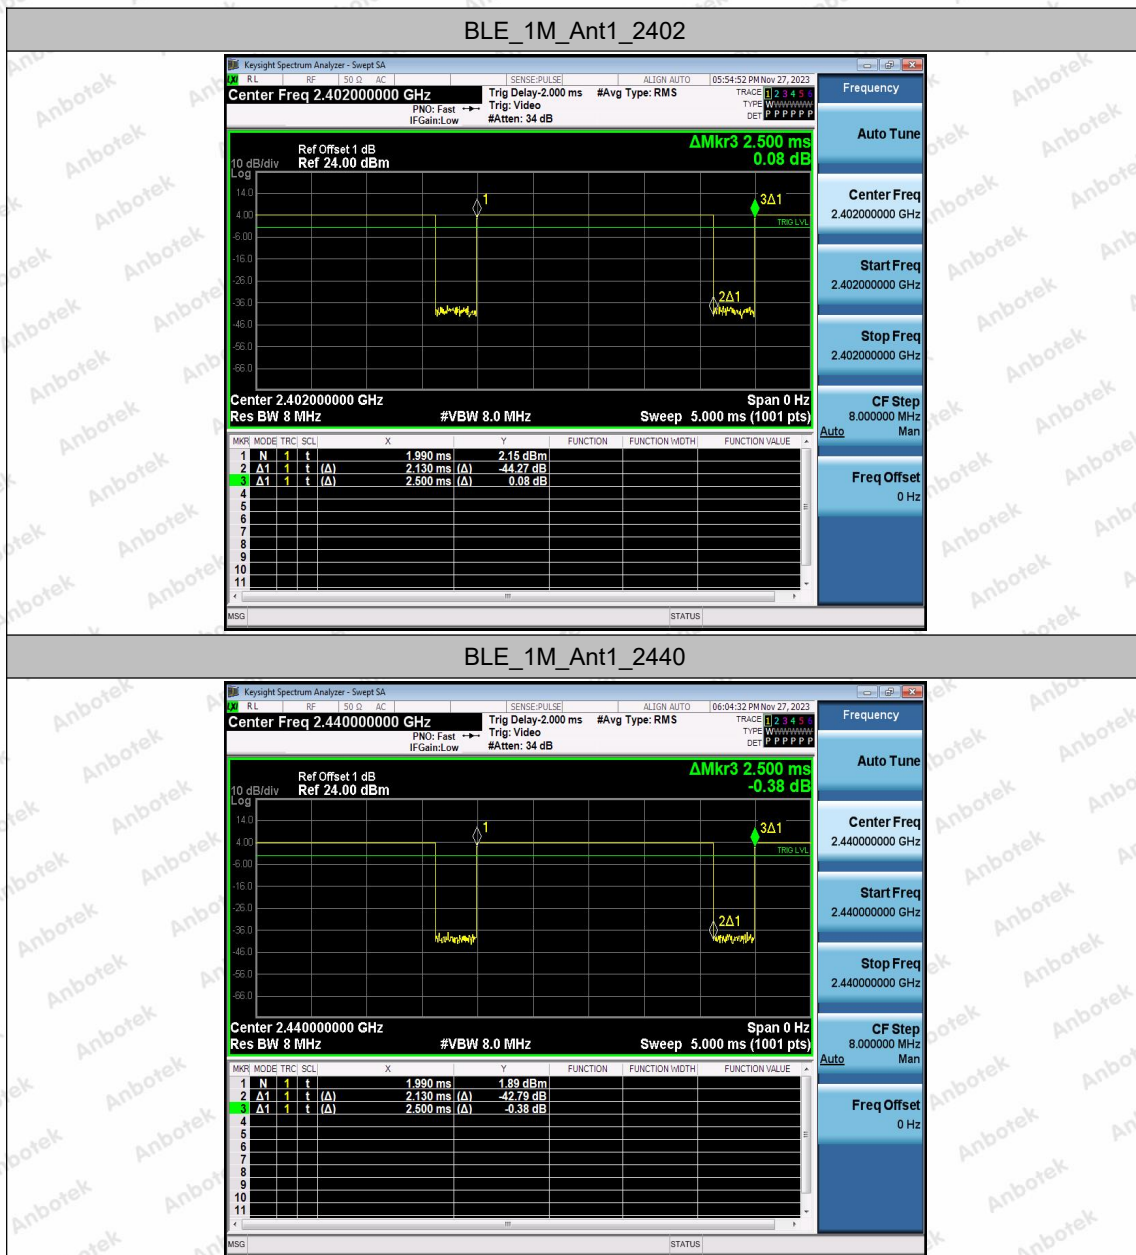 BLE_1M_Ant1_2402
Keysight Spectrum Analyzer - Swept SA
LXI RL RF 50 Ω AC SENSE:PULSE ALIGN AUTO 05:54:52 PM Nov 27, 2023
Center Freq 2.402000000 GHz Trig Delay-2.000 ms #Avg Type: RMS TRACE 1 2 3 4 5 6
PNO: Fast Trig: Video TYPE WWWWWW
IFGain:Low #Atten: 34 dB DET P P P P P P
Frequency
Auto Tune
Center Freq
2.402000000 GHz
Start Freq
2.402000000 GHz
Stop Freq
2.402000000 GHz
CF Step
8.000000 MHz
Auto Man
Freq Offset
0 Hz
ΔMkr3 2.500 ms
0.08 dB
Ref Offset 1 dB
10 dB/div Ref 24.00 dBm
Log
14.0
4.00
-6.00
-16.0
-26.0
-36.0
-46.0
-56.0
-66.0
1
3Δ1
TRIG LVL
2Δ1
Center 2.402000000 GHz Span 0 Hz
Res BW 8 MHz #VBW 8.0 MHz Sweep 5.000 ms (1001 pts)
MKR MODE TRC SCL X Y FUNCTION FUNCTION WIDTH FUNCTION VALUE
1 N 1 t 1.990 ms 2.15 dBm
2 Δ1 1 t (Δ) 2.130 ms (Δ) -44.27 dB
3 Δ1 1 t (Δ) 2.500 ms (Δ) 0.08 dB
4
5
6
7
8
9
10
11
MSG STATUS
BLE_1M_Ant1_2440
Keysight Spectrum Analyzer - Swept SA
LXI RL RF 50 Ω AC SENSE:PULSE ALIGN AUTO 06:04:32 PM Nov 27, 2023
Center Freq 2.440000000 GHz Trig Delay-2.000 ms #Avg Type: RMS TRACE 1 2 3 4 5 6
PNO: Fast Trig: Video TYPE WWWWWW
IFGain:Low #Atten: 34 dB DET P P P P P P
Frequency
Auto Tune
Center Freq
2.440000000 GHz
Start Freq
2.440000000 GHz
Stop Freq
2.440000000 GHz
CF Step
8.000000 MHz
Auto Man
Freq Offset
0 Hz
ΔMkr3 2.500 ms
-0.38 dB
Ref Offset 1 dB
10 dB/div Ref 24.00 dBm
Log
14.0
4.00
-6.00
-16.0
-26.0
-36.0
-46.0
-56.0
-66.0
1
3Δ1
TRIG LVL
2Δ1
Center 2.440000000 GHz Span 0 Hz
Res BW 8 MHz #VBW 8.0 MHz Sweep 5.000 ms (1001 pts)
MKR MODE TRC SCL X Y FUNCTION FUNCTION WIDTH FUNCTION VALUE
1 N 1 t 1.990 ms 1.89 dBm
2 Δ1 1 t (Δ) 2.130 ms (Δ) -42.79 dB
3 Δ1 1 t (Δ) 2.500 ms (Δ) -0.38 dB
4
5
6
7
8
9
10
11
MSG STATUS
Anbotek